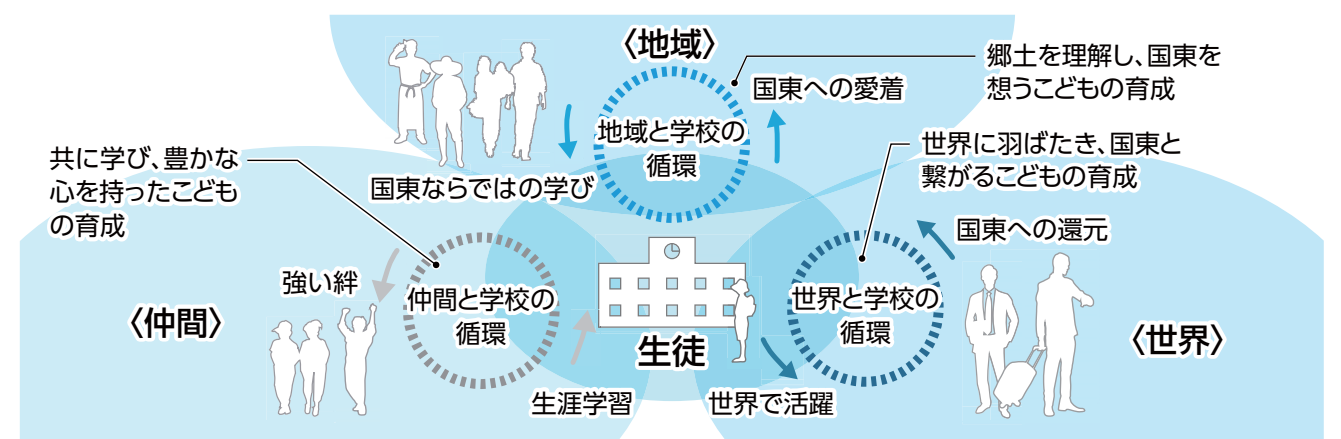 〈地域〉
郷土を理解し、国東を
想うこどもの育成
国東への愛着
地域と学校の
循環
国東ならではの学び
共に学び、豊かな
心を持ったこども
の育成
世界に羽ばたき、国東と
繋がるこどもの育成
国東への還元
強い絆
〈仲間〉
仲間と学校の
循環
生徒
世界と学校の
循環
〈世界〉
生涯学習
世界で活躍